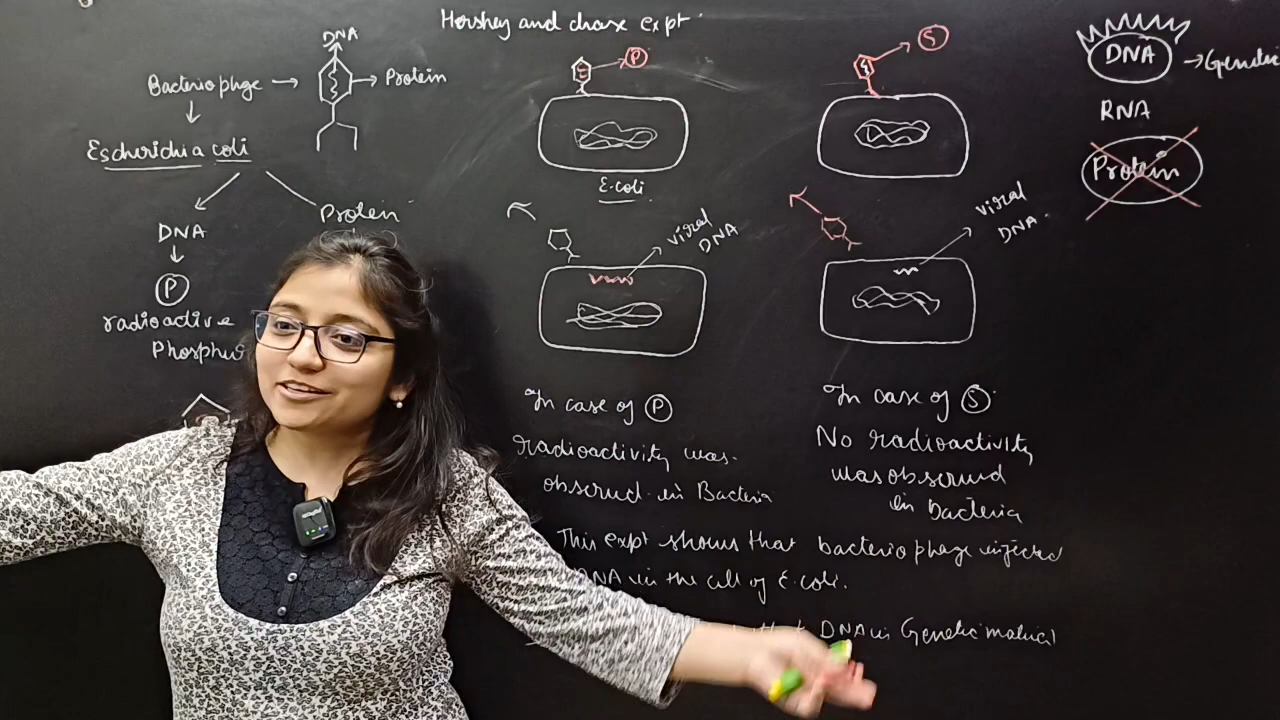 Hershey and chase expt.
DNA
Bacteriophage → Protein
Escherichia coli
DNA
Protein
P
radioactive
Phosphor
P
E.coli
viral
DNA
In case of P
radioactivity was
observed in Bacteria
S
viral
DNA.
In case of S
No radioactivity
was observed
in bacteria
This expt shows that bacteriophage injected
DNA in the cell of E.coli.
that DNA is Genetic material
DNA → Genetic
RNA
Protein